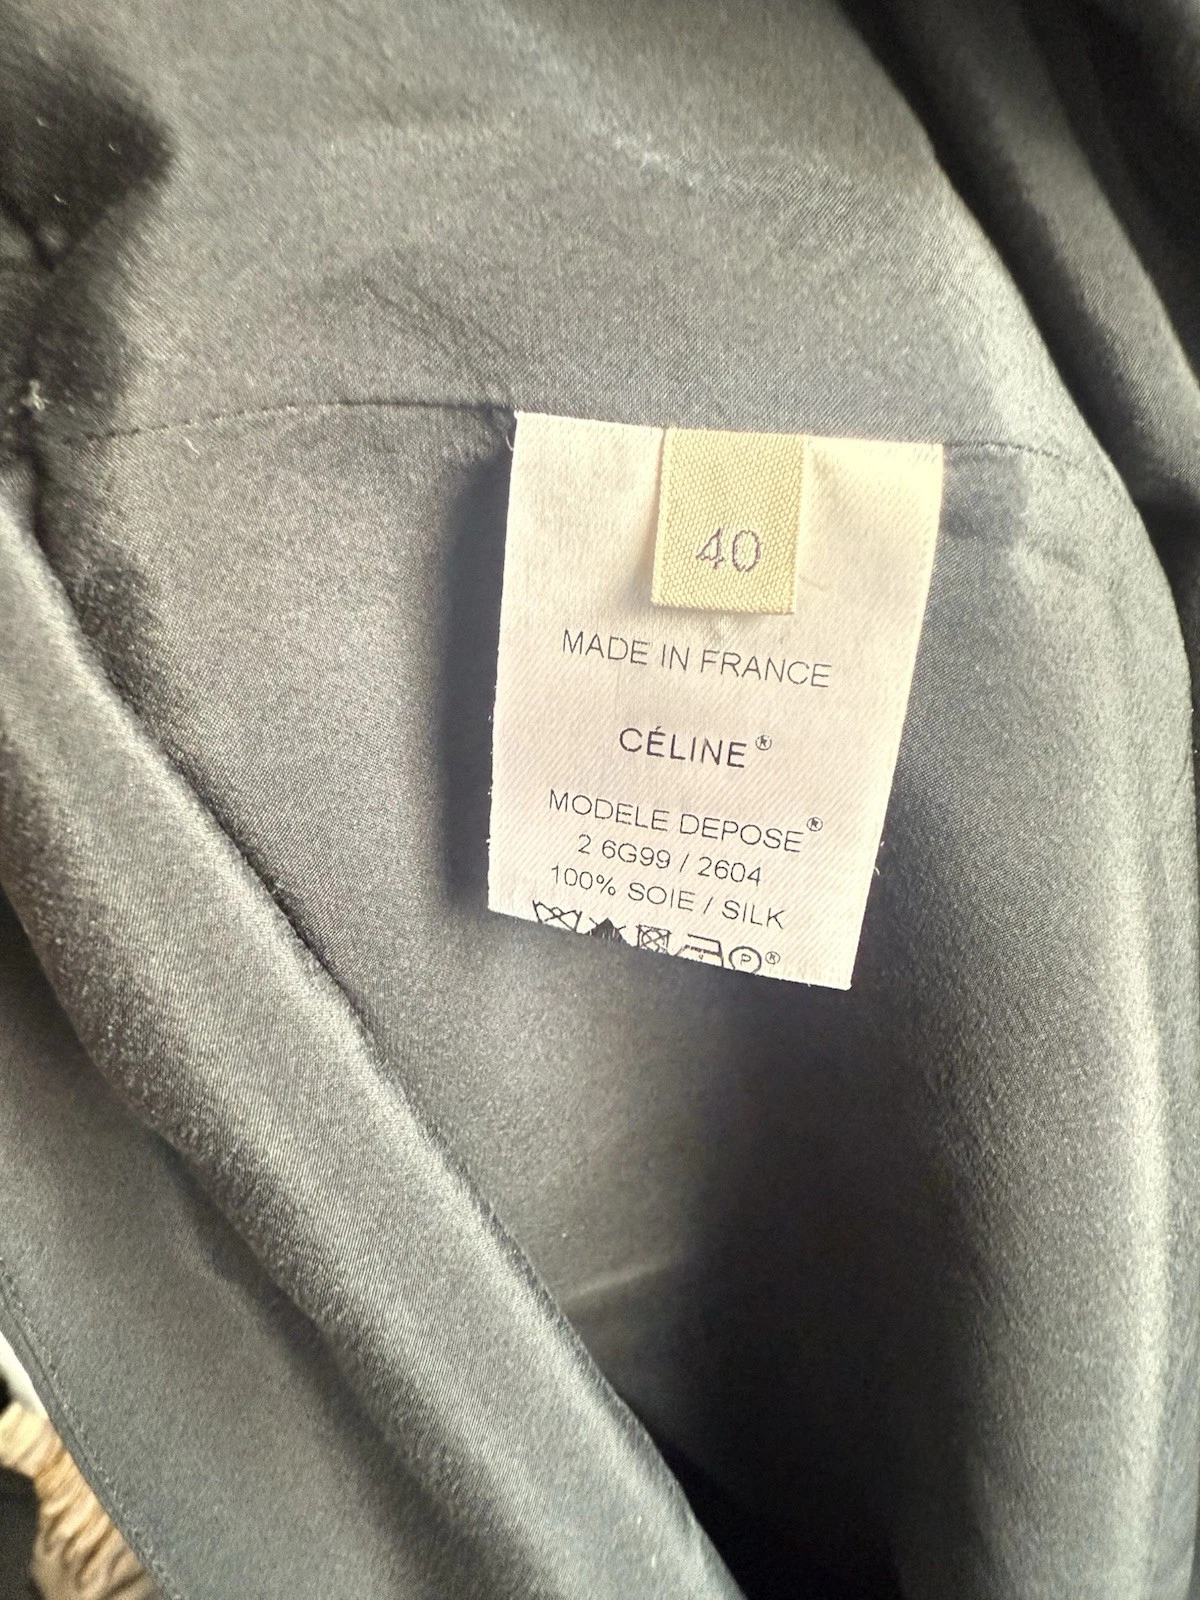 40
MADE IN FRANCE
CÉLINE®
MODELE DEPOSE®
2 6G99 / 2604
100% SOIE / SILK
P ®